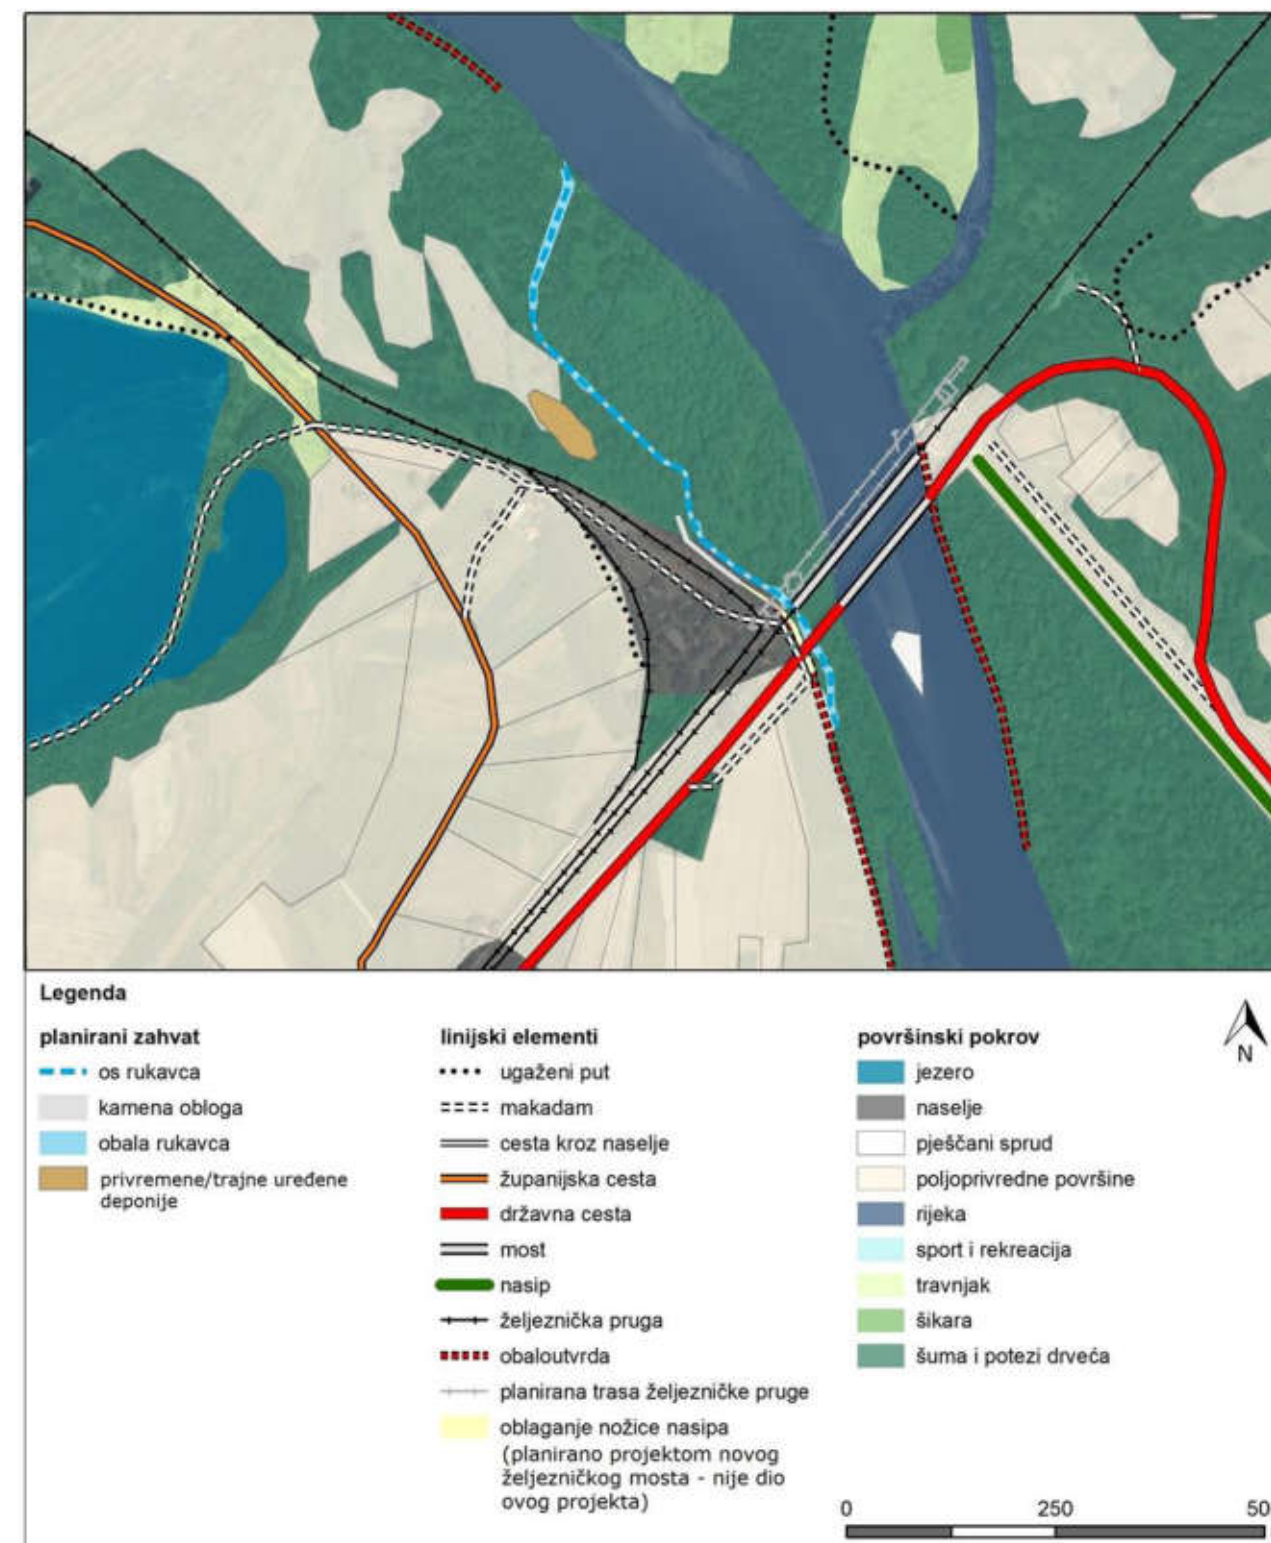 Legenda
planirani zahvat
os rukavca
kamena obloga
obala rukavca
privremene/trajne uređene
deponije
linijski elementi
ugaženi put
makadam
cesta kroz naselje
županijska cesta
državna cesta
most
nasip
željeznička pruga
obaloutvrda
planirana trasa željezničke pruge
oblaganje nožice nasipa
(planirano projektom novog
željezničkog mosta - nije dio
ovog projekta)
površinski pokrov
jezero
naselje
pješčani sprud
poljoprivredne površine
rijeka
sport i rekreacija
travnjak
šikara
šuma i potezi drveća
N
0 250 50